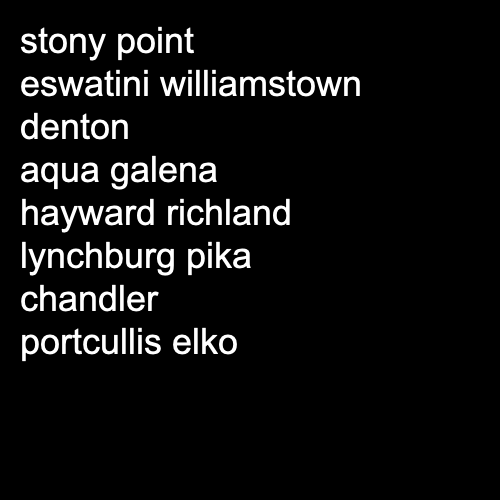 stony point
eswatini williamstown
denton
aqua galena
hayward richland
lynchburg pika
chandler
portcullis elko